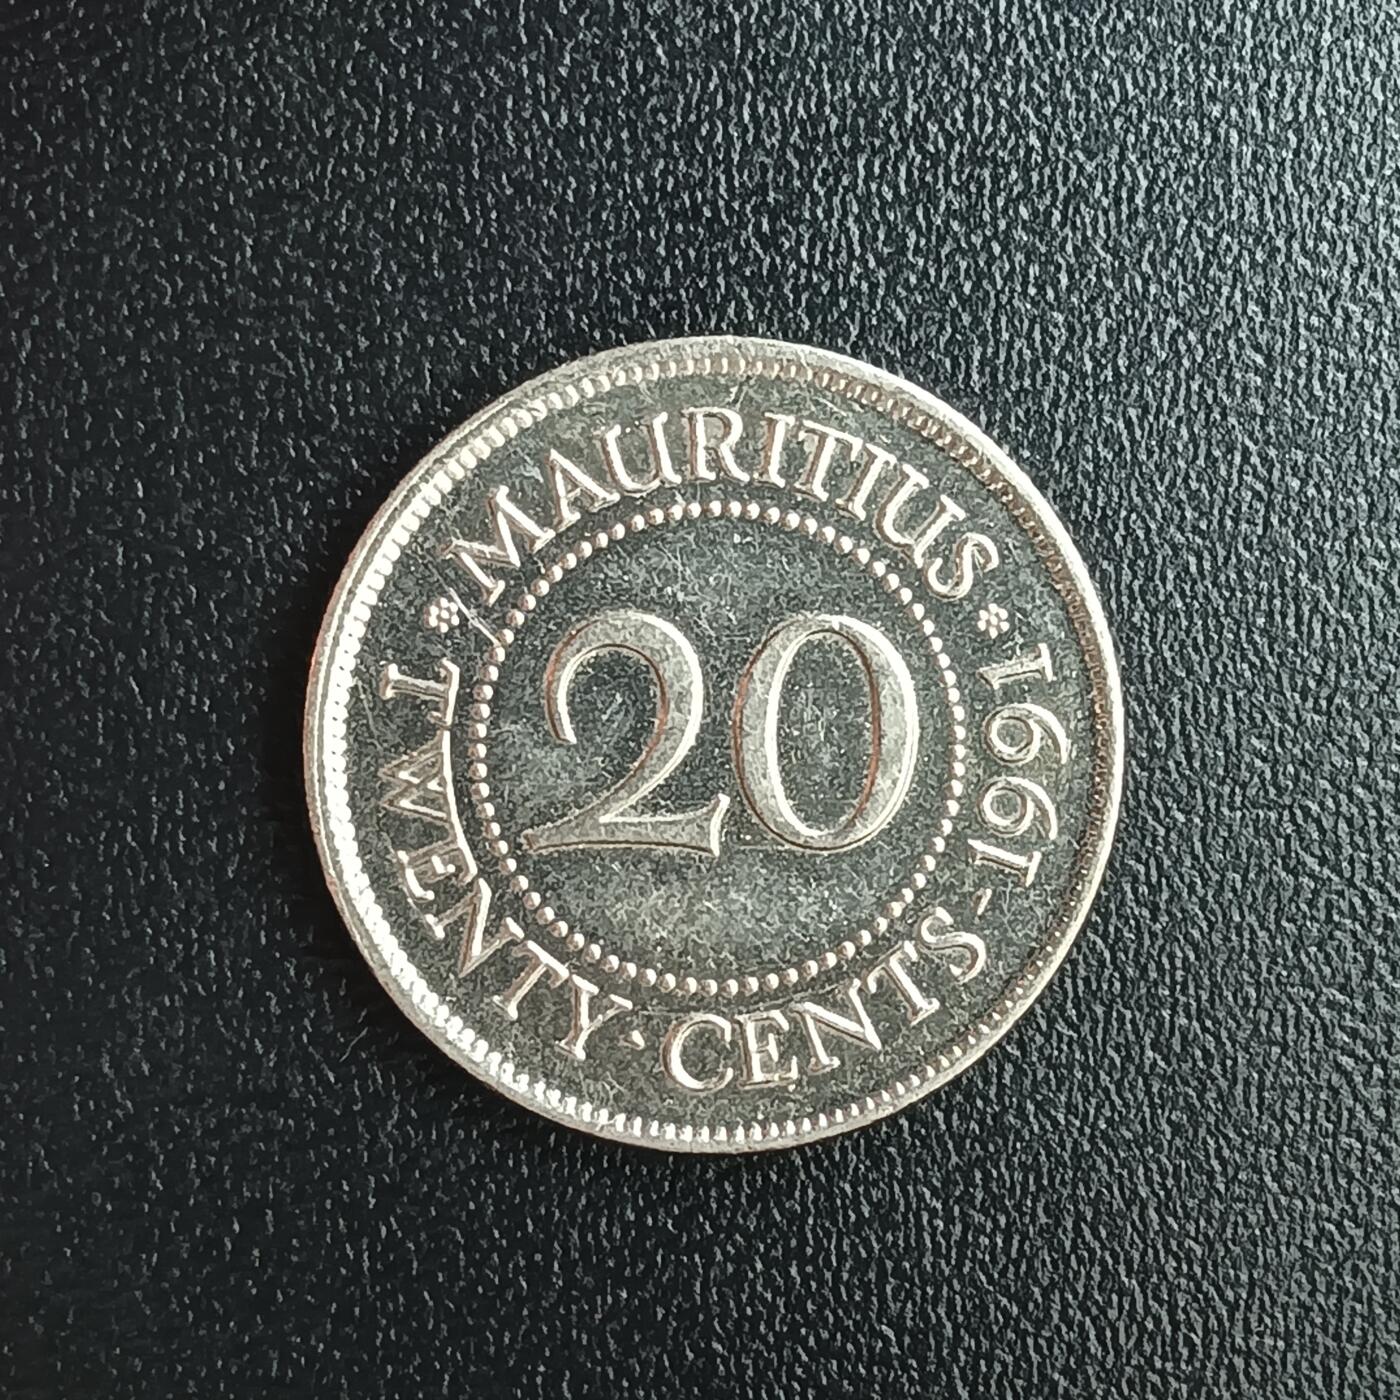 MAURITIUS
20
TWENTY · CENTS · 1991